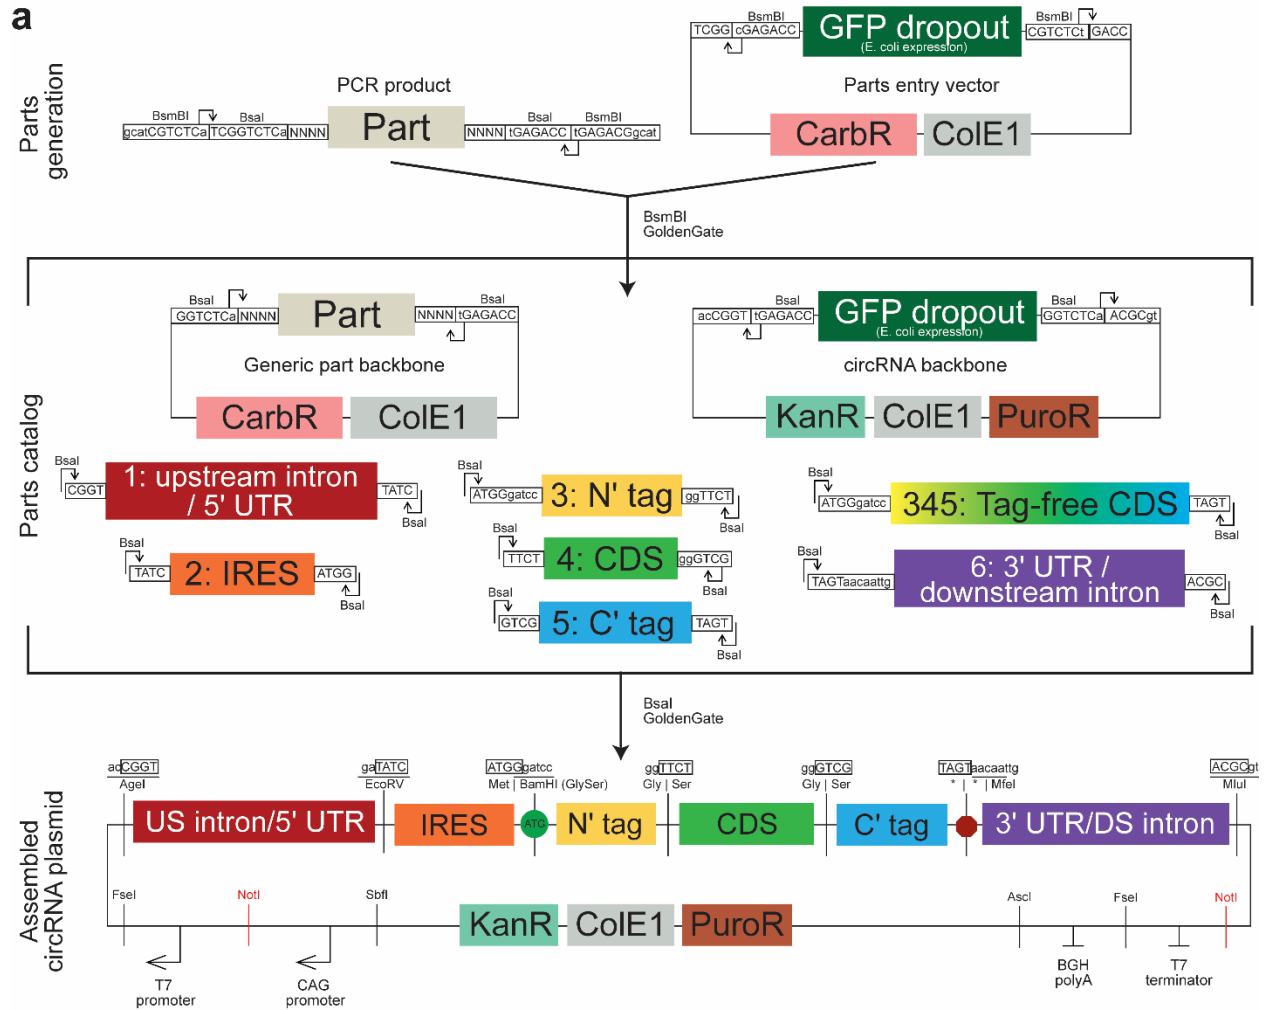 a
Parts
generation
PCR product
BsmBI
BsaI
gcatCGTCTCa
TCGGTCTCa
NNNN
Part
NNNN
tGAGACC
tGAGACGgcat
BsaI
BsmBI
BsmBI
TCGG
cGAGACC
GFP dropout
(E. coli expression)
BsmBI
CGTCTCt
GACC
Parts entry vector
CarbR
ColE1
BsmBI
GoldenGate
Parts catalog
BsaI
GGTCTCa
NNNN
Part
BsaI
NNNN
tGAGACC
Generic part backbone
CarbR
ColE1
BsaI
acCGGT
tGAGACC
GFP dropout
(E. coli expression)
BsaI
GGTCTCa
ACGCgt
circRNA backbone
KanR
ColE1
PuroR
BsaI
CGGT
1: upstream intron
/ 5' UTR
TATC
BsaI
BsaI
TATC
2: IRES
ATGG
BsaI
BsaI
ATGGgatcc
3: N' tag
ggTTCT
BsaI
BsaI
TTCT
4: CDS
ggGTCG
BsaI
BsaI
GTCG
5: C' tag
TAGT
BsaI
BsaI
ATGGgatcc
345: Tag-free CDS
TAGT
BsaI
BsaI
TAGTaacaattg
6: 3' UTR /
downstream intron
ACGC
BsaI
BsaI
GoldenGate
Assembled
circRNA plasmid
acCGGT
AgeI
gaTATC
EcoRV
ATGGgatcc
Met | BamHI (GlySer)
ggTTCT
Gly | Ser
ggGTCG
Gly | Ser
TAGTaacaattg
* | * | MfeI
ACGCgt
MluI
US intron/5' UTR
IRES
ATG
N' tag
CDS
C' tag
3' UTR/DS intron
FseI
NotI
SbfI
KanR
ColE1
PuroR
AscI
FseI
NotI
T7
promoter
CAG
promoter
BGH
polyA
T7
terminator